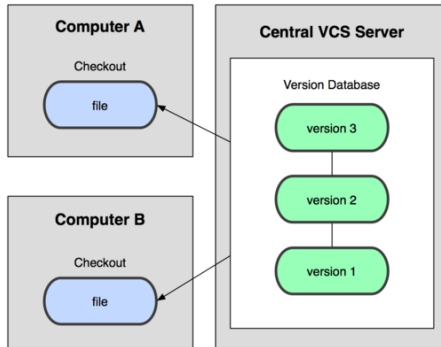 Computer A
Checkout
file
Computer B
Checkout
file
Central VCS Server
Version Database
version 3
version 2
version 1